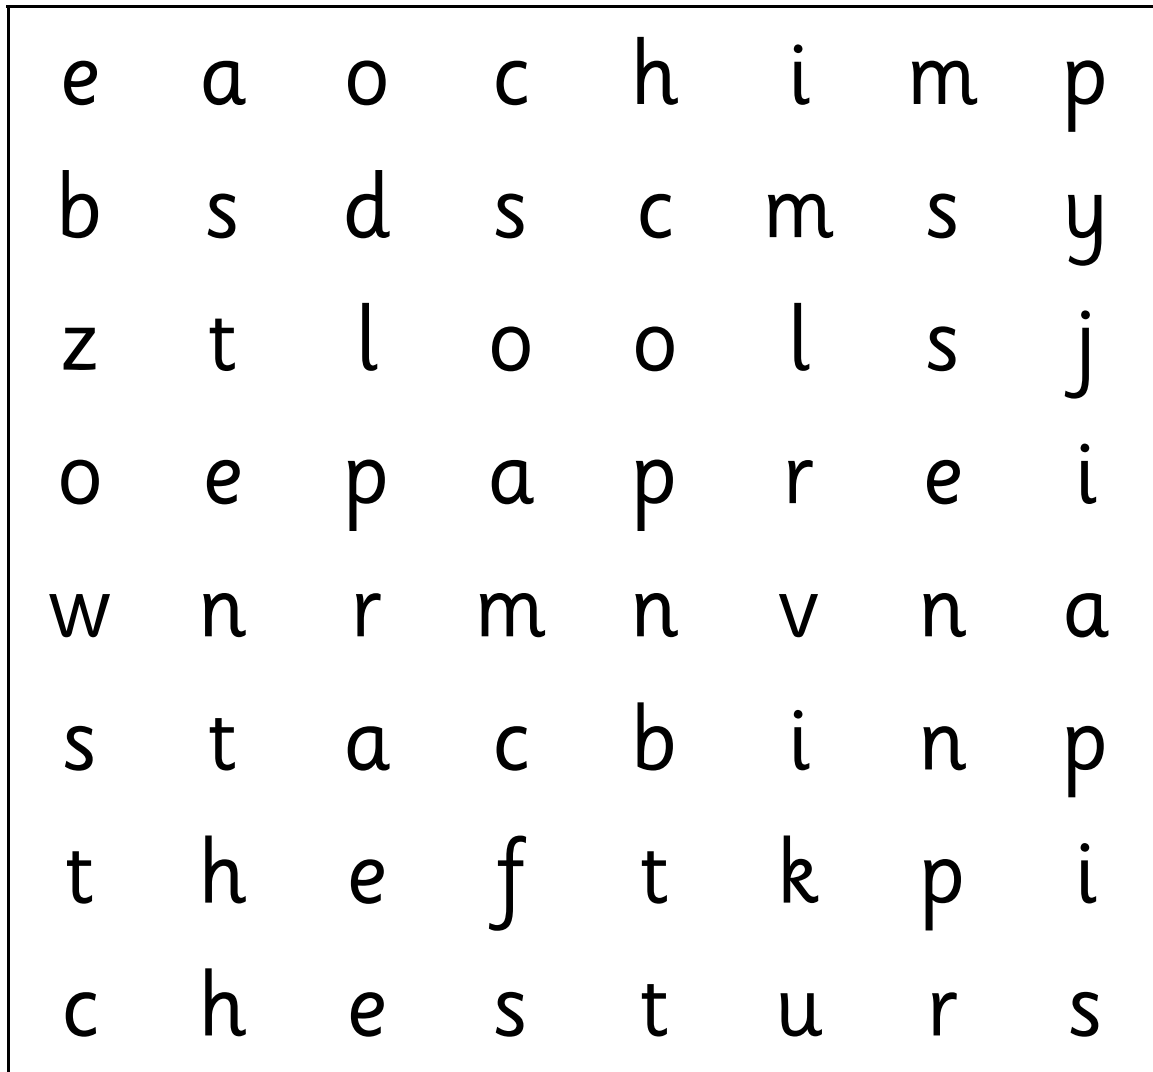 e a o c h i m p
b s d s c m s y
z t l o o l s j
o e p a p r e i
w n r m n v n a
s t a c b i n p
t h e f t k p i
c h e s t u r s